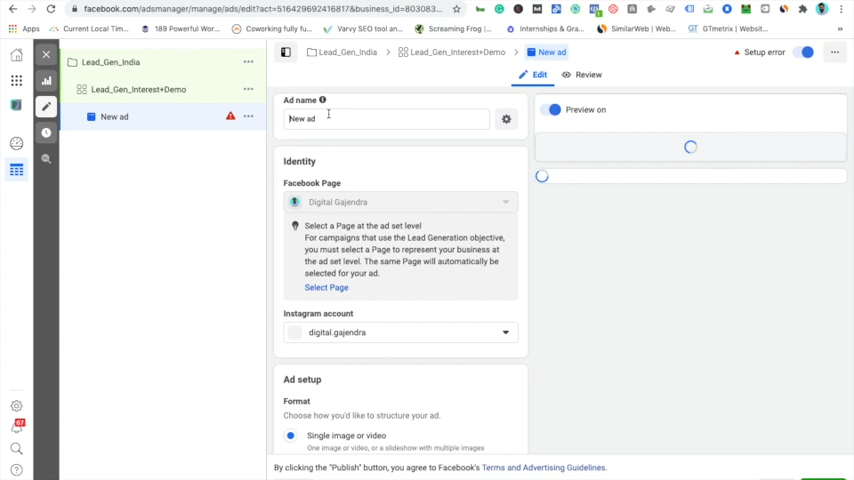 facebook.com/adsmanager/manage/ads/edit?act=516429692416817&business_id=803083...
Apps
Current Local Tim...
189 Powerful Wor...
Coworking fully fu...
Varvy SEO tool an...
Screaming Frog |...
Internships & Gra...
SimilarWeb | Web...
GTmetrix | Websit...
Lead_Gen_India
Lead_Gen_Interest+Demo
New ad
67
Lead_Gen_India
Lead_Gen_Interest+Demo
New ad
Setup error
Edit
Review
Ad name
New ad
Identity
Facebook Page
Digital Gajendra
Select a Page at the ad set level
For campaigns that use the Lead Generation objective,
you must select a Page to represent your business at
the ad set level. The same Page will automatically be
selected for your ad.
Select Page
Instagram account
digital.gajendra
Ad setup
Format
Choose how you'd like to structure your ad.
Single image or video
One image or video, or a slideshow with multiple images
Preview on
By clicking the "Publish" button, you agree to Facebook's Terms and Advertising Guidelines.